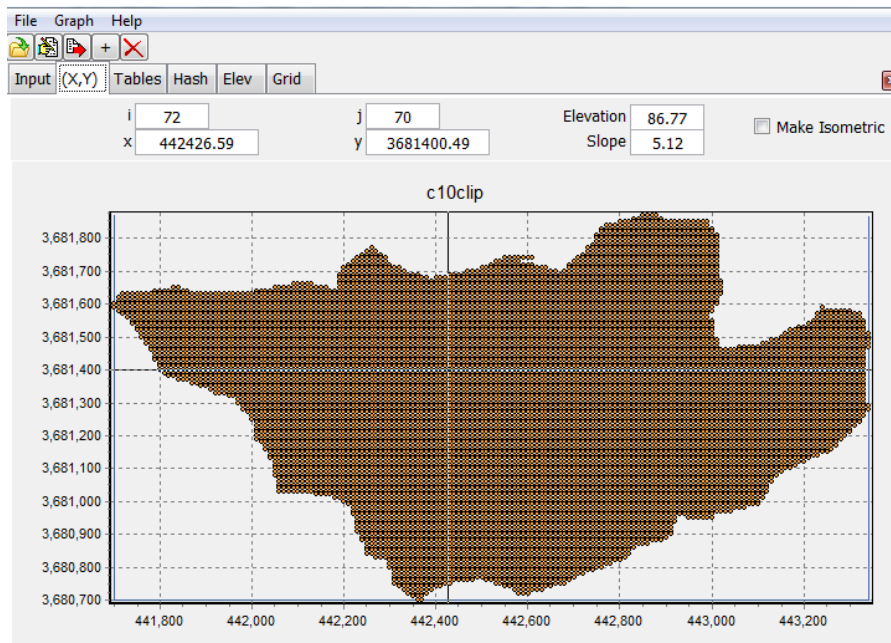 File Graph Help
+
Input (X,Y) Tables Hash Elev Grid
i 72 j 70 Elevation 86.77 Make Isometric
x 442426.59 y 3681400.49 Slope 5.12
c10clip
3,681,800
3,681,700
3,681,600
3,681,500
3,681,400
3,681,300
3,681,200
3,681,100
3,681,000
3,680,900
3,680,800
3,680,700
441,800 442,000 442,200 442,400 442,600 442,800 443,000 443,200